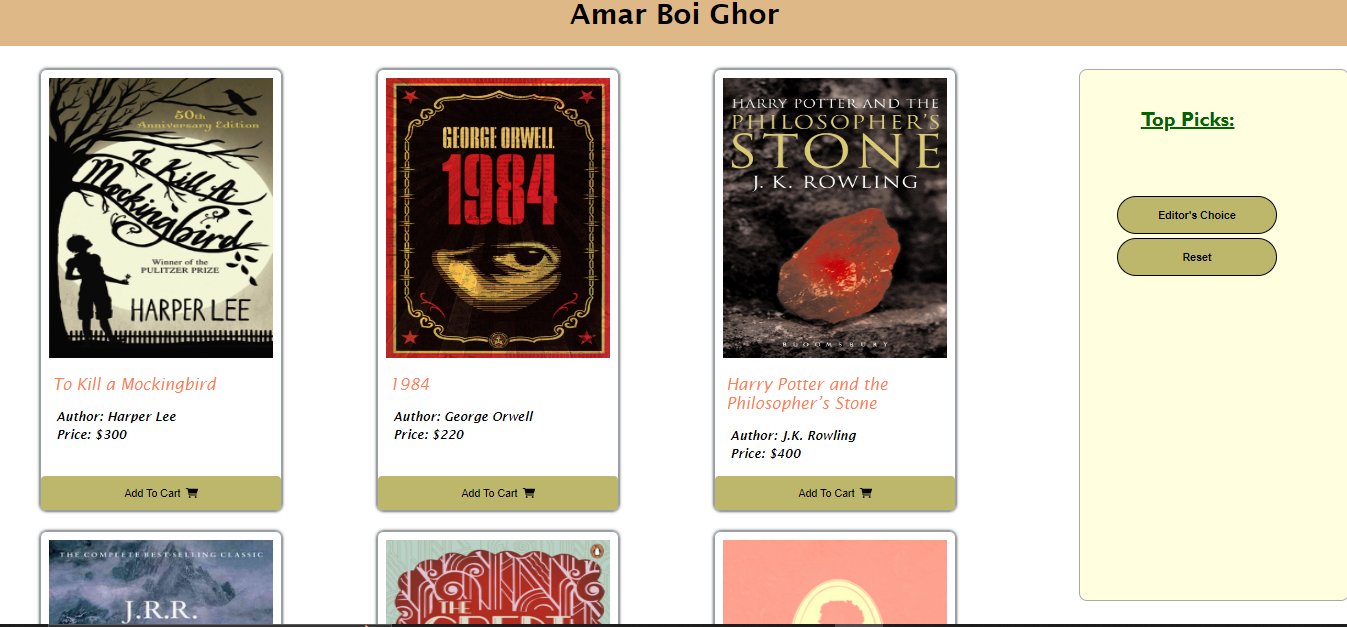 Amar Boi Ghor
50th
Anniversary Edition
To Kill A
Mockingbird
Winner of the
PULITZER PRIZE
HARPER LEE
To Kill a Mockingbird
Author: Harper Lee
Price: $300
Add To Cart
GEORGE ORWELL
1984
1984
Author: George Orwell
Price: $220
Add To Cart
HARRY POTTER AND THE
PHILOSOPHER'S
STONE
J. K. ROWLING
BLOOMSBURY
Harry Potter and the
Philosopher's Stone
Author: J.K. Rowling
Price: $400
Add To Cart
Top Picks:
Editor's Choice
Reset
THE COMPLETE BEST-SELLING CLASSIC
J.R.R.
THE
GREAT